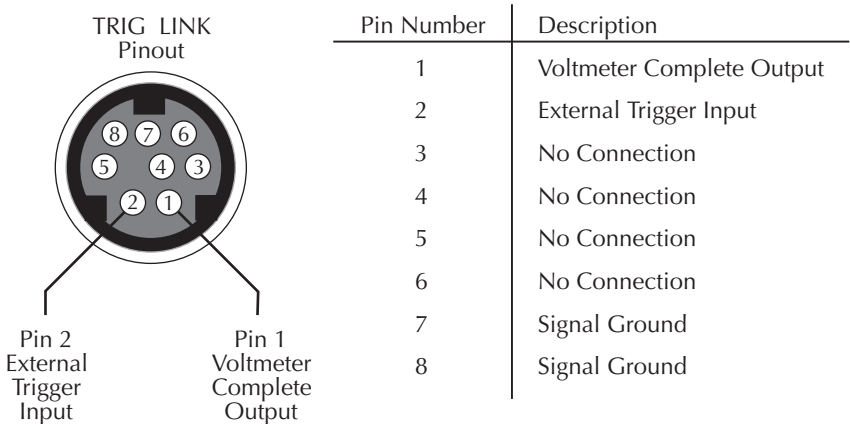 TRIG LINK
Pinout
8 7 6
5 4 3
2 1
Pin 2
External
Trigger
Input
Pin 1
Voltmeter
Complete
Output
Pin Number Description
1 Voltmeter Complete Output
2 External Trigger Input
3 No Connection
4 No Connection
5 No Connection
6 No Connection
7 Signal Ground
8 Signal Ground